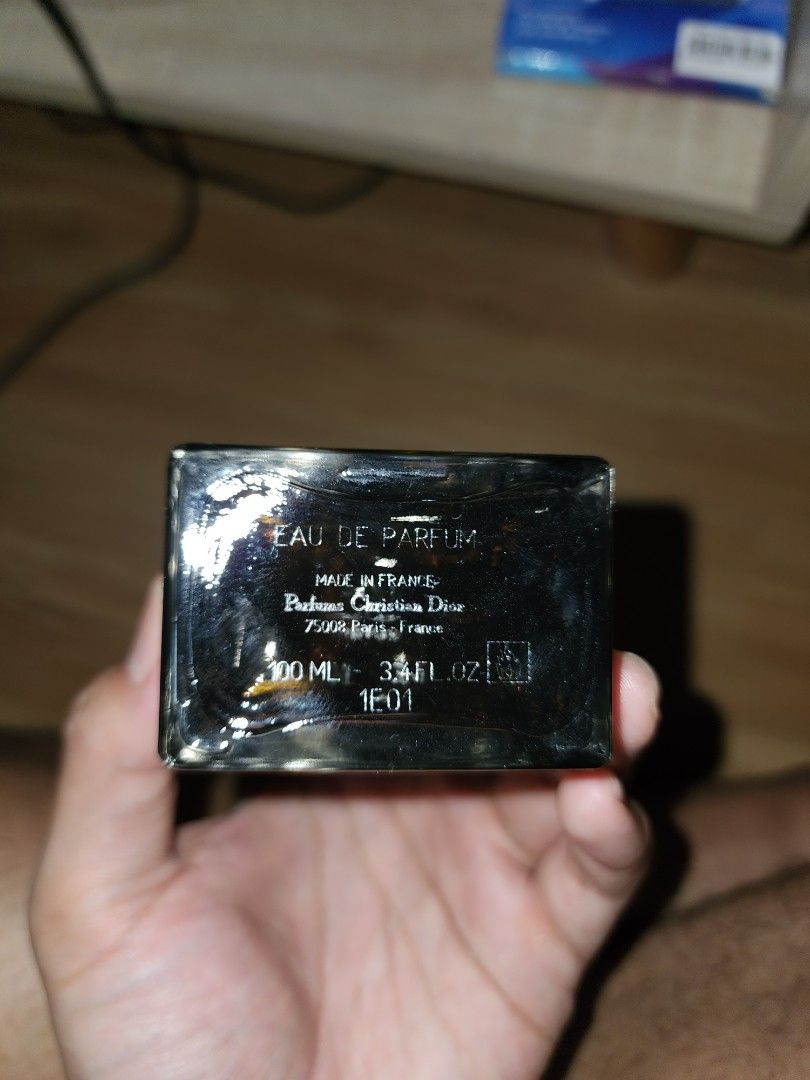 EAU DE PARFUM
MADE IN FRANCE
Parfums Christian Dior
75008 Paris - France
100 ML - 3.4 FL.OZ
1E01